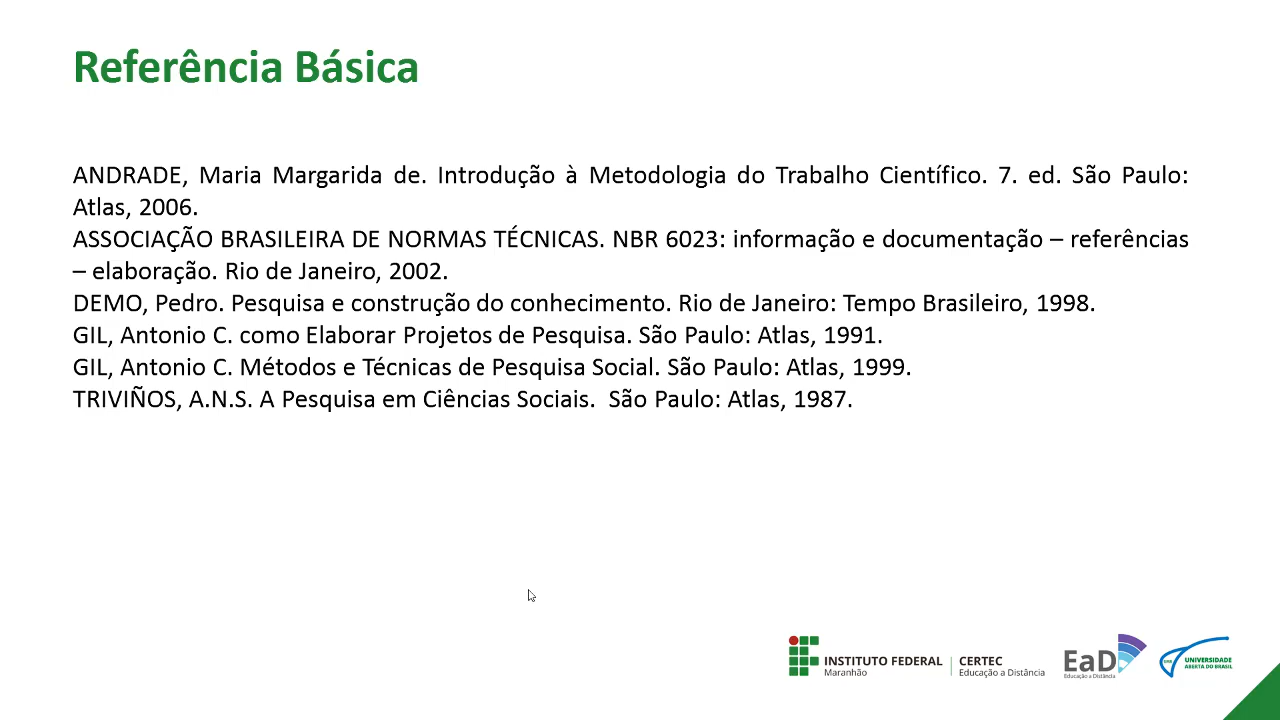 Referência Básica
ANDRADE, Maria Margarida de. Introdução à Metodologia do Trabalho Científico. 7. ed. São Paulo:
Atlas, 2006.
ASSOCIAÇÃO BRASILEIRA DE NORMAS TÉCNICAS. NBR 6023: informação e documentação – referências
– elaboração. Rio de Janeiro, 2002.
DEMO, Pedro. Pesquisa e construção do conhecimento. Rio de Janeiro: Tempo Brasileiro, 1998.
GIL, Antonio C. como Elaborar Projetos de Pesquisa. São Paulo: Atlas, 1991.
GIL, Antonio C. Métodos e Técnicas de Pesquisa Social. São Paulo: Atlas, 1999.
TRIVIÑOS, A.N.S. A Pesquisa em Ciências Sociais.  São Paulo: Atlas, 1987.
INSTITUTO FEDERAL
Maranhão
CERTEC
Educação a Distância
EaD
Educação a Distância
UAB
UNIVERSIDADE
ABERTA DO BRASIL